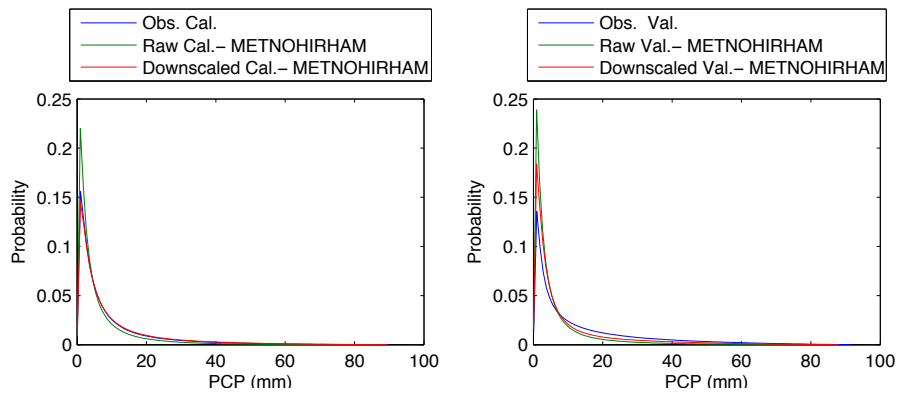 Obs. Cal.
Raw Cal.− METNOHIRHAM
Downscaled Cal.− METNOHIRHAM
0.25
0.2
0.15
0.1
0.05
0
Probability
0 20 40 60 80 100
PCP (mm)
Obs. Val.
Raw Val.− METNOHIRHAM
Downscaled Val.− METNOHIRHAM
0.25
0.2
0.15
0.1
0.05
0
Probability
0 20 40 60 80 100
PCP (mm)